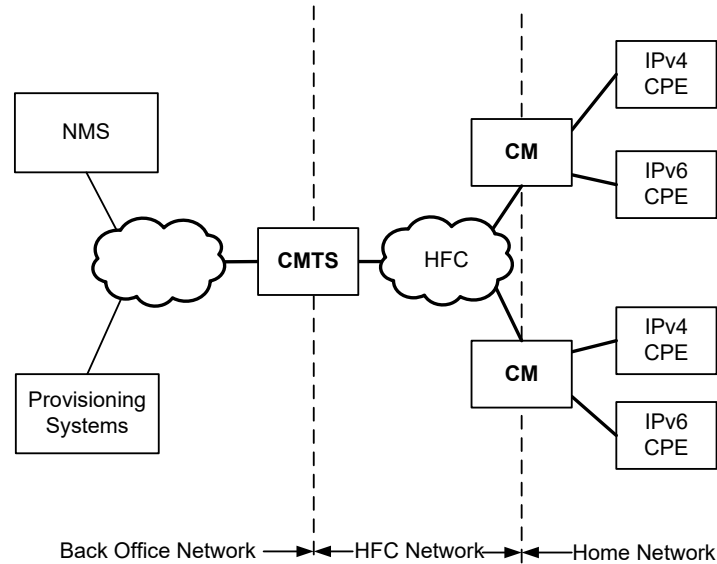 IPv4
CPE
NMS
CM
IPv6
CPE
CMTS
HFC
IPv4
CPE
CM
Provisioning
Systems
IPv6
CPE
Back Office Network
HFC Network
Home Network